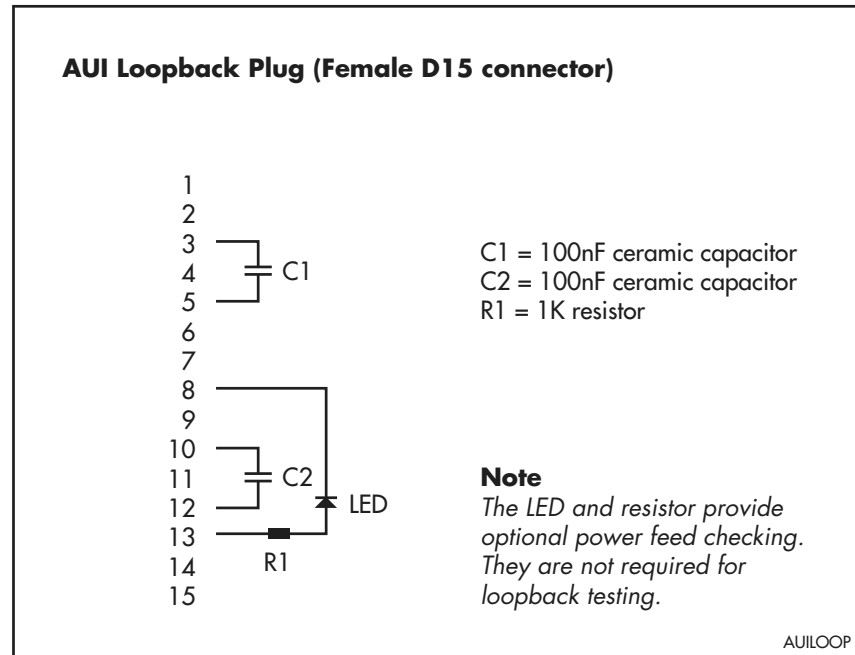 AUI Loopback Plug (Female D15 connector)
1
2
3
4
5
6
7
8
9
10
11
12
13
14
15
C1
C2
LED
R1
C1 = 100nF ceramic capacitor
C2 = 100nF ceramic capacitor
R1 = 1K resistor
Note
The LED and resistor provide
optional power feed checking.
They are not required for
loopback testing.
AUILOOP